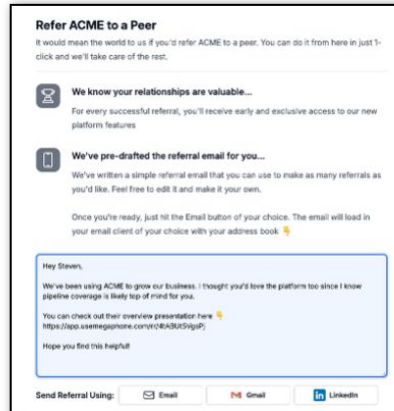 Refer ACME to a Peer
It would mean the world to us if you'd refer ACME to a peer. You can do it from here in just 1-
click and we'll take care of the rest.
We know your relationships are valuable...
For every successful referral, you'll receive early and exclusive access to our new
platform features
We've pre-drafted the referral email for you...
We've written a simple referral email that you can use to make as many referrals as
you'd like. Feel free to edit it and make it your own.
Once you're ready, just hit the Email button of your choice. The email will load in
your email client of your choice with your address book 👇
Hey Steven,
We've been using ACME to grow our business. I thought you'd love the platform too since I know
pipeline coverage is likely top of mind for you.
You can check out their overview presentation here 👇
Hope you find this helpful!
Send Referral Using: Email Gmail LinkedIn